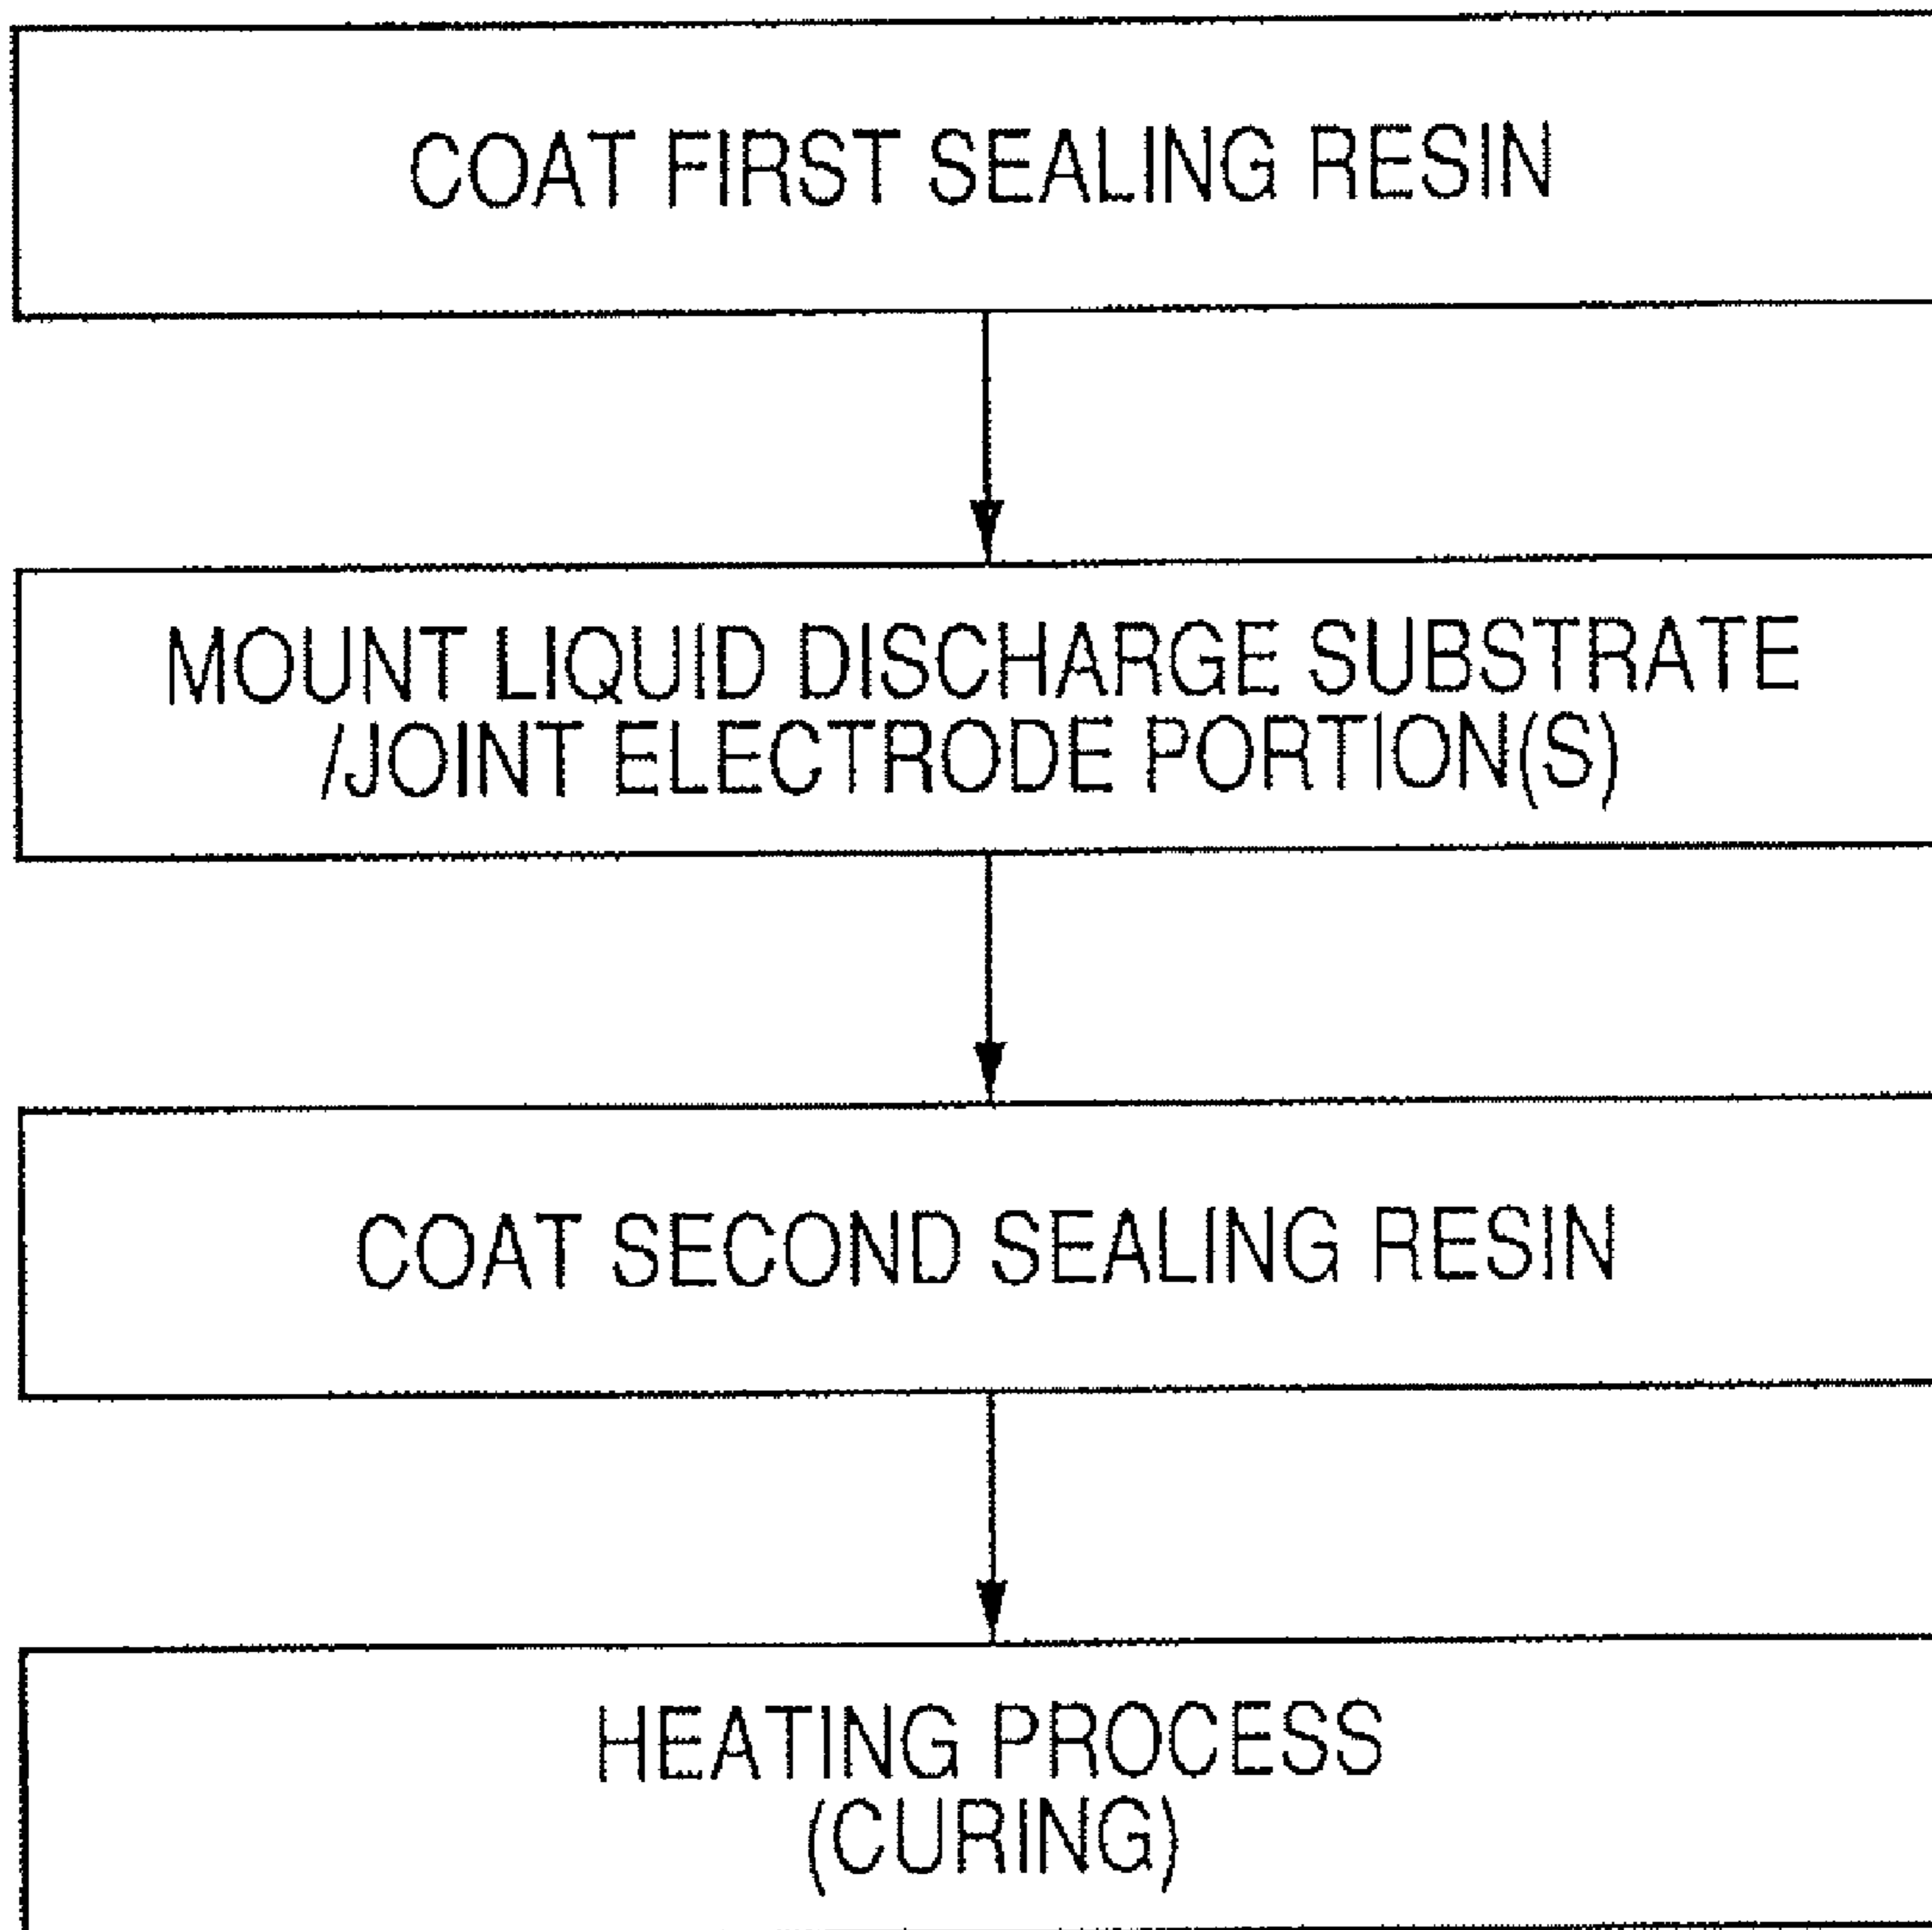 COAT FIRST SEALING RESIN
MOUNT LIQUID DISCHARGE SUBSTRATE
/JOINT ELECTRODE PORTION(S)
COAT SECOND SEALING RESIN
HEATING PROCESS
(CURING)